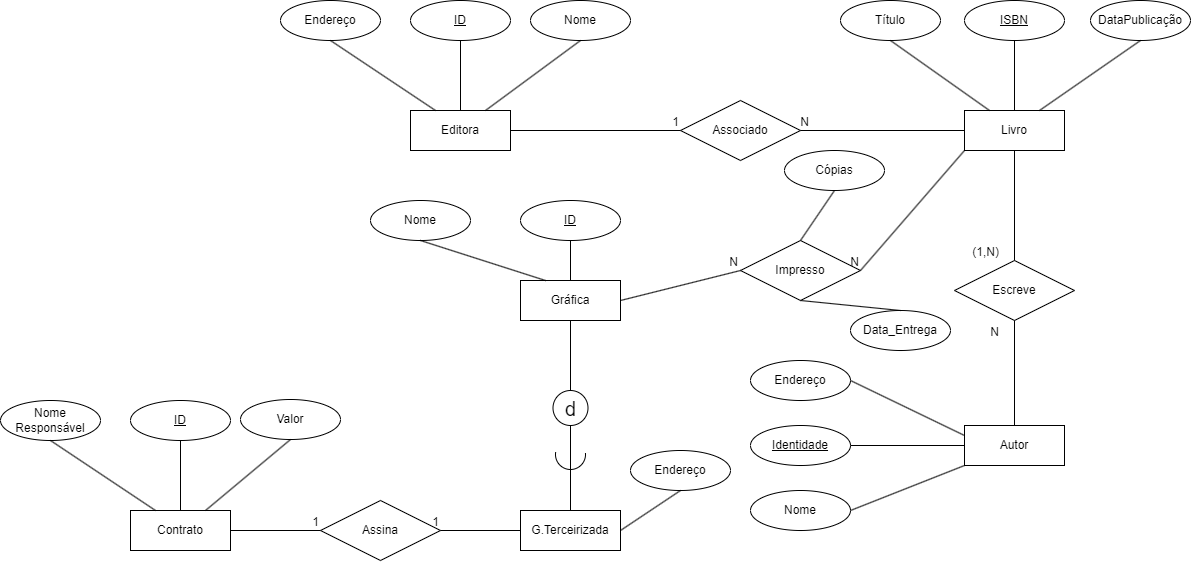 Endereço
ID
Nome
Título
ISBN
DataPublicação
Editora
1
Associado
N
Livro
Cópias
Nome
ID
N
Impresso
N
(1,N)
Escreve
N
Gráfica
Data_Entrega
Endereço
d
Nome
Responsável
ID
Valor
Identidade
Autor
Endereço
Nome
Contrato
1
Assina
1
G.Terceirizada